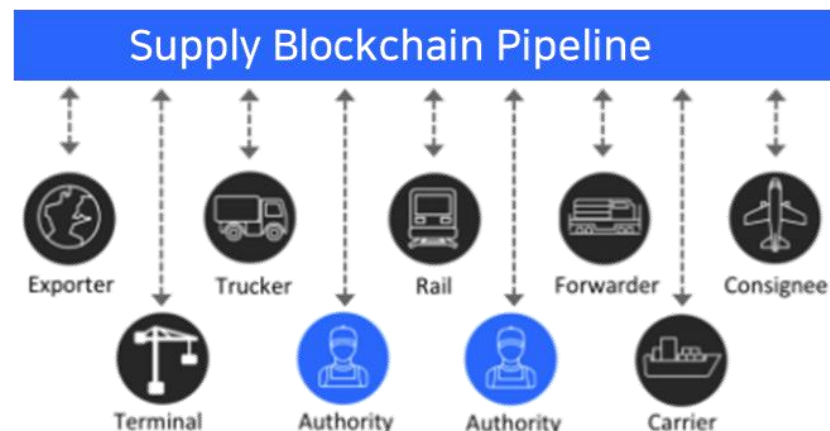 Supply Blockchain Pipeline
Exporter
Trucker
Rail
Forwarder
Consignee
Terminal
Authority
Authority
Carrier